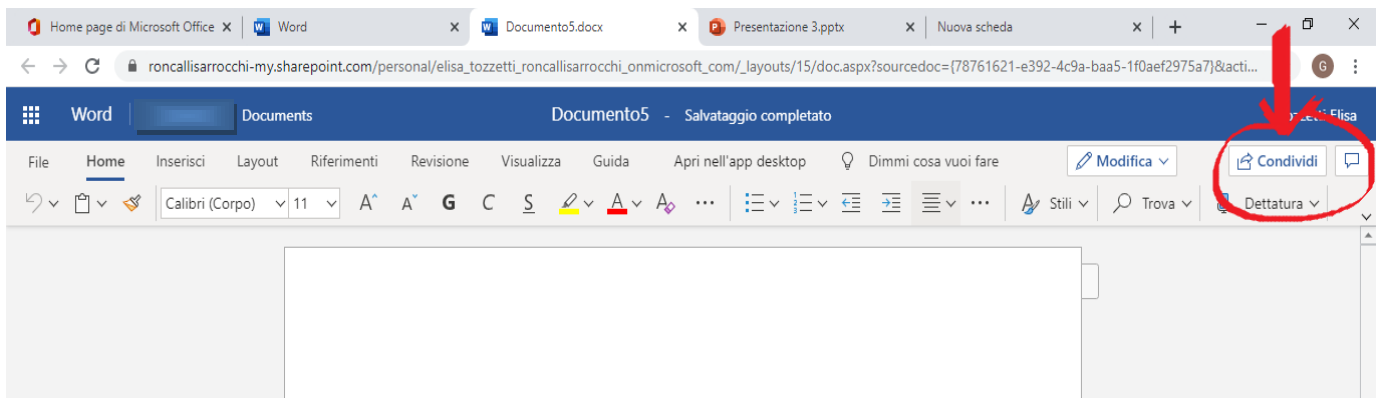 Home page di Microsoft Office Word Documento5.docx Presentazione 3.pptx Nuova scheda
roncallisarrocchi-my.sharepoint.com/personal/elisa_tozzetti_roncallisarrocchi_onmicrosoft_com/_layouts/15/doc.aspx?sourcedoc={78761621-e392-4c9a-baa5-1f0aef2975a7}&acti... G
Word Documents Documento5 - Salvataggio completato Elisa
File Home Inserisci Layout Riferimenti Revisione Visualizza Guida Apri nell'app desktop Dimmi cosa vuoi fare Modifica Condividi
Calibri (Corpo) 11 A A G C S A A Stili Trova Dettatura